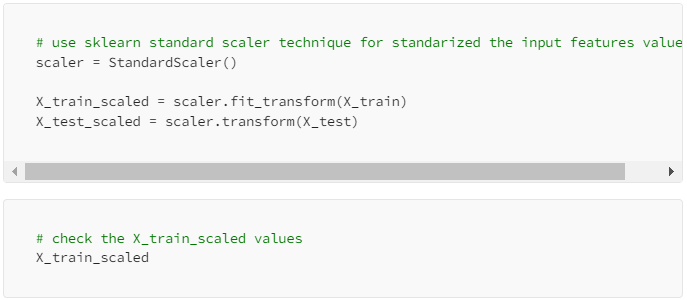 # use sklearn standard scaler technique for standarized the input features value
scaler = StandardScaler()
X_train_scaled = scaler.fit_transform(X_train)
X_test_scaled = scaler.transform(X_test)
# check the X_train_scaled values
X_train_scaled